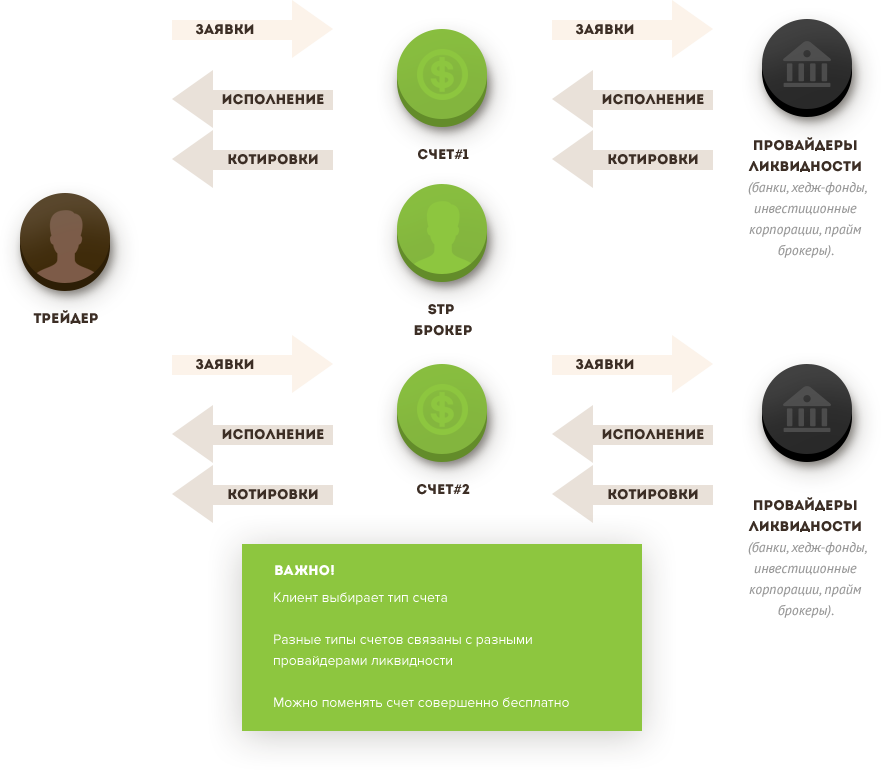 ЗАЯВКИ
ЗАЯВКИ
ИСПОЛНЕНИЕ
ИСПОЛНЕНИЕ
СЧЕТ#1
КОТИРОВКИ
КОТИРОВКИ
ПРОВАЙДЕРЫ
ЛИКВИДНОСТИ
(банки, хедж-фонды,
инвестиционные
корпорации, прайм
брокеры).
ТРЕЙДЕР
STP
БРОКЕР
ЗАЯВКИ
ЗАЯВКИ
ИСПОЛНЕНИЕ
ИСПОЛНЕНИЕ
СЧЕТ#2
КОТИРОВКИ
КОТИРОВКИ
ПРОВАЙДЕРЫ
ЛИКВИДНОСТИ
(банки, хедж-фонды,
инвестиционные
корпорации, прайм
брокеры).
ВАЖНО!
Клиент выбирает тип счета
Разные типы счетов связаны с разными
провайдерами ликвидности
Можно поменять счет совершенно бесплатно